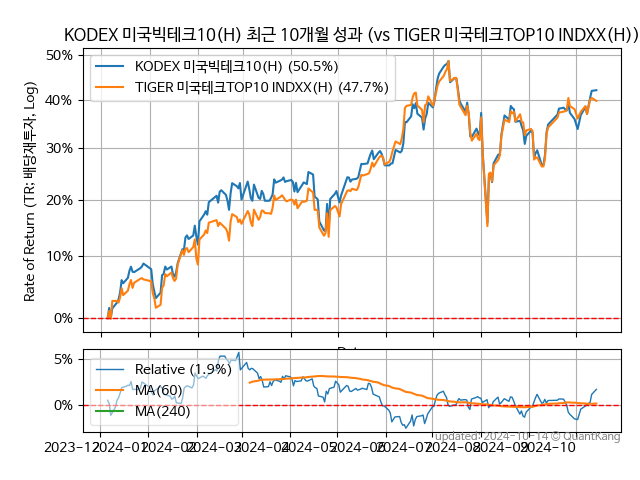 KODEX 미국빅테크10(H) 최근 10개월 성과 (vs TIGER 미국테크TOP10 INDXX(H))
50%
40%
30%
20%
10%
0%
Rate of Return (TR: 배당재투자, Log)
KODEX 미국빅테크10(H) (50.5%)
TIGER 미국테크TOP10 INDXX(H) (47.7%)
5%
0%
Relative (1.9%)
MA(60)
MA(240)
updated: 2024-10-14 © QuantKang
2023-12 2024-01 2024-02 2024-03 2024-04 2024-05 2024-06 2024-07 2024-08 2024-09 2024-10